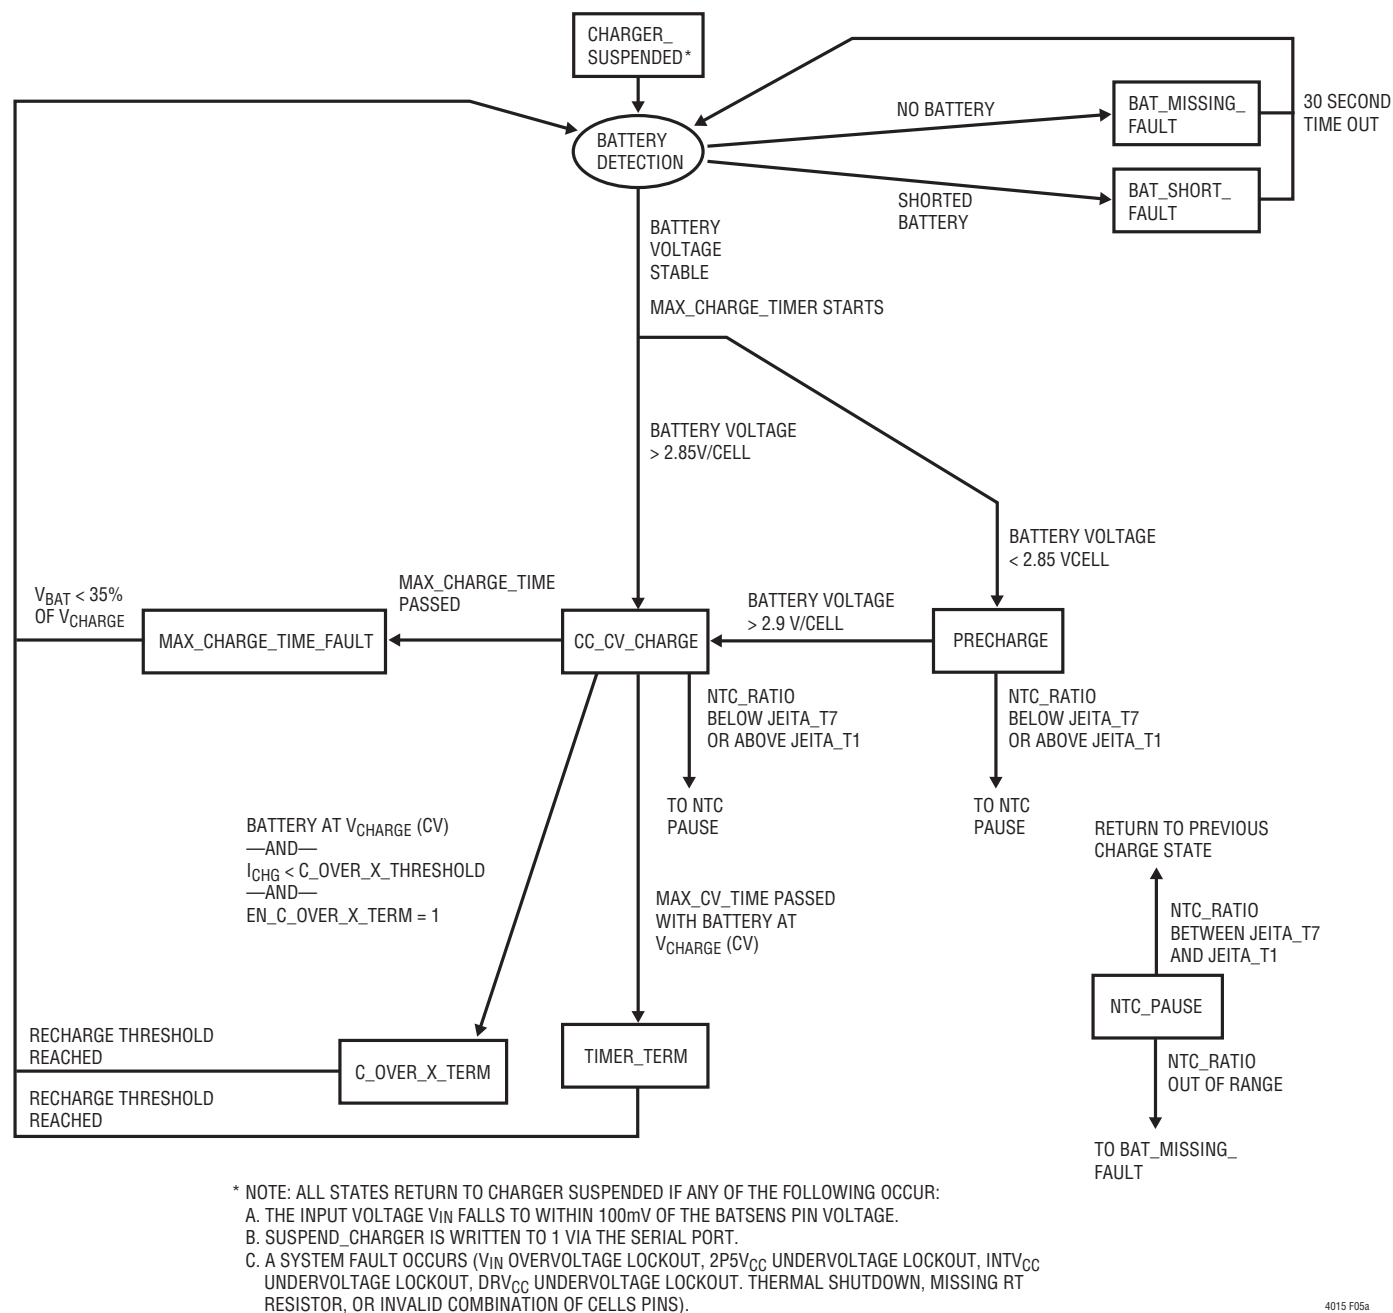 CHARGER_
SUSPENDED*
BATTERY
DETECTION
NO BATTERY
BAT_MISSING_
FAULT
30 SECOND
TIME OUT
SHORTED
BATTERY
BAT_SHORT_
FAULT
BATTERY
VOLTAGE
STABLE
MAX_CHARGE_TIMER STARTS
BATTERY VOLTAGE
> 2.85V/CELL
BATTERY VOLTAGE
< 2.85 VCELL
VBAT < 35%
OF VCHARGE
MAX_CHARGE_TIME_FAULT
MAX_CHARGE_TIME
PASSED
CC_CV_CHARGE
BATTERY VOLTAGE
> 2.9 V/CELL
PRECHARGE
NTC_RATIO
BELOW JEITA_T7
OR ABOVE JEITA_T1
TO NTC
PAUSE
NTC_RATIO
BELOW JEITA_T7
OR ABOVE JEITA_T1
TO NTC
PAUSE
BATTERY AT VCHARGE (CV)
—AND—
ICHG < C_OVER_X_THRESHOLD
—AND—
EN_C_OVER_X_TERM = 1
MAX_CV_TIME PASSED
WITH BATTERY AT
VCHARGE (CV)
RETURN TO PREVIOUS
CHARGE STATE
NTC_RATIO
BETWEEN JEITA_T7
AND JEITA_T1
NTC_PAUSE
NTC_RATIO
OUT OF RANGE
TO BAT_MISSING_
FAULT
RECHARGE THRESHOLD
REACHED
C_OVER_X_TERM
TIMER_TERM
RECHARGE THRESHOLD
REACHED
* NOTE: ALL STATES RETURN TO CHARGER SUSPENDED IF ANY OF THE FOLLOWING OCCUR:
A. THE INPUT VOLTAGE VIN FALLS TO WITHIN 100mV OF THE BATSENS PIN VOLTAGE.
B. SUSPEND_CHARGER IS WRITTEN TO 1 VIA THE SERIAL PORT.
C. A SYSTEM FAULT OCCURS (VIN OVERVOLTAGE LOCKOUT, 2P5VCC UNDERVOLTAGE LOCKOUT, INTVCC
UNDERVOLTAGE LOCKOUT, DRVCC UNDERVOLTAGE LOCKOUT. THERMAL SHUTDOWN, MISSING RT
RESISTOR, OR INVALID COMBINATION OF CELLS PINS).
4015 F05a